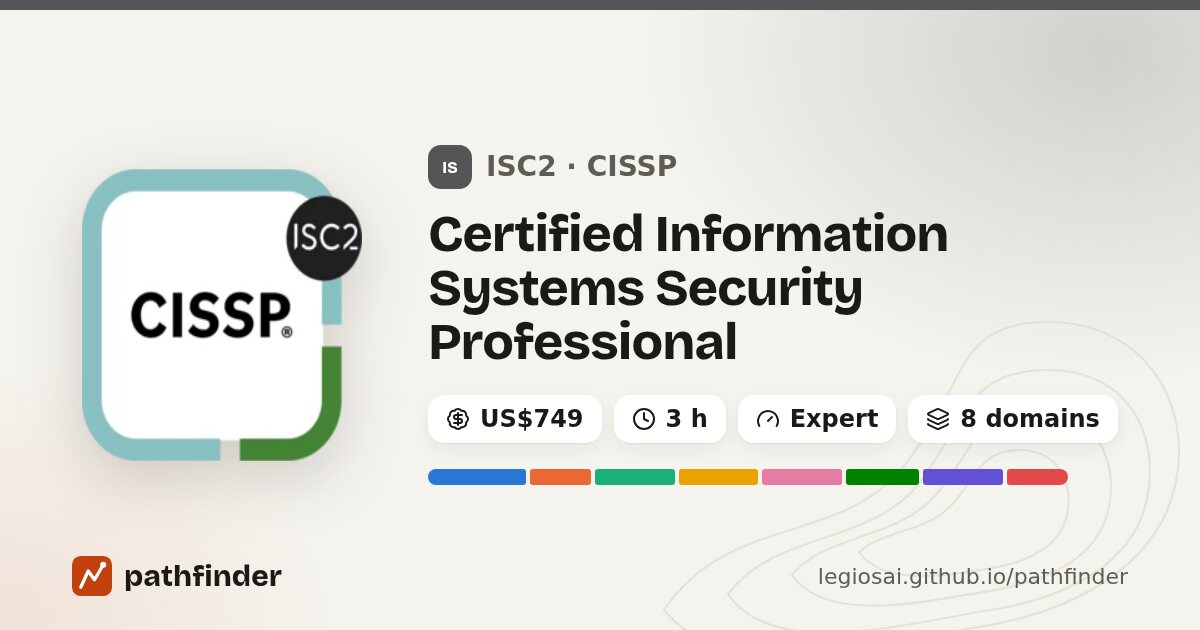 ISC2
CISSP®
IS
ISC2 · CISSP
Certified Information
Systems Security
Professional
US$749
3 h
Expert
8 domains
pathfinder
legiosai.github.io/pathfinder